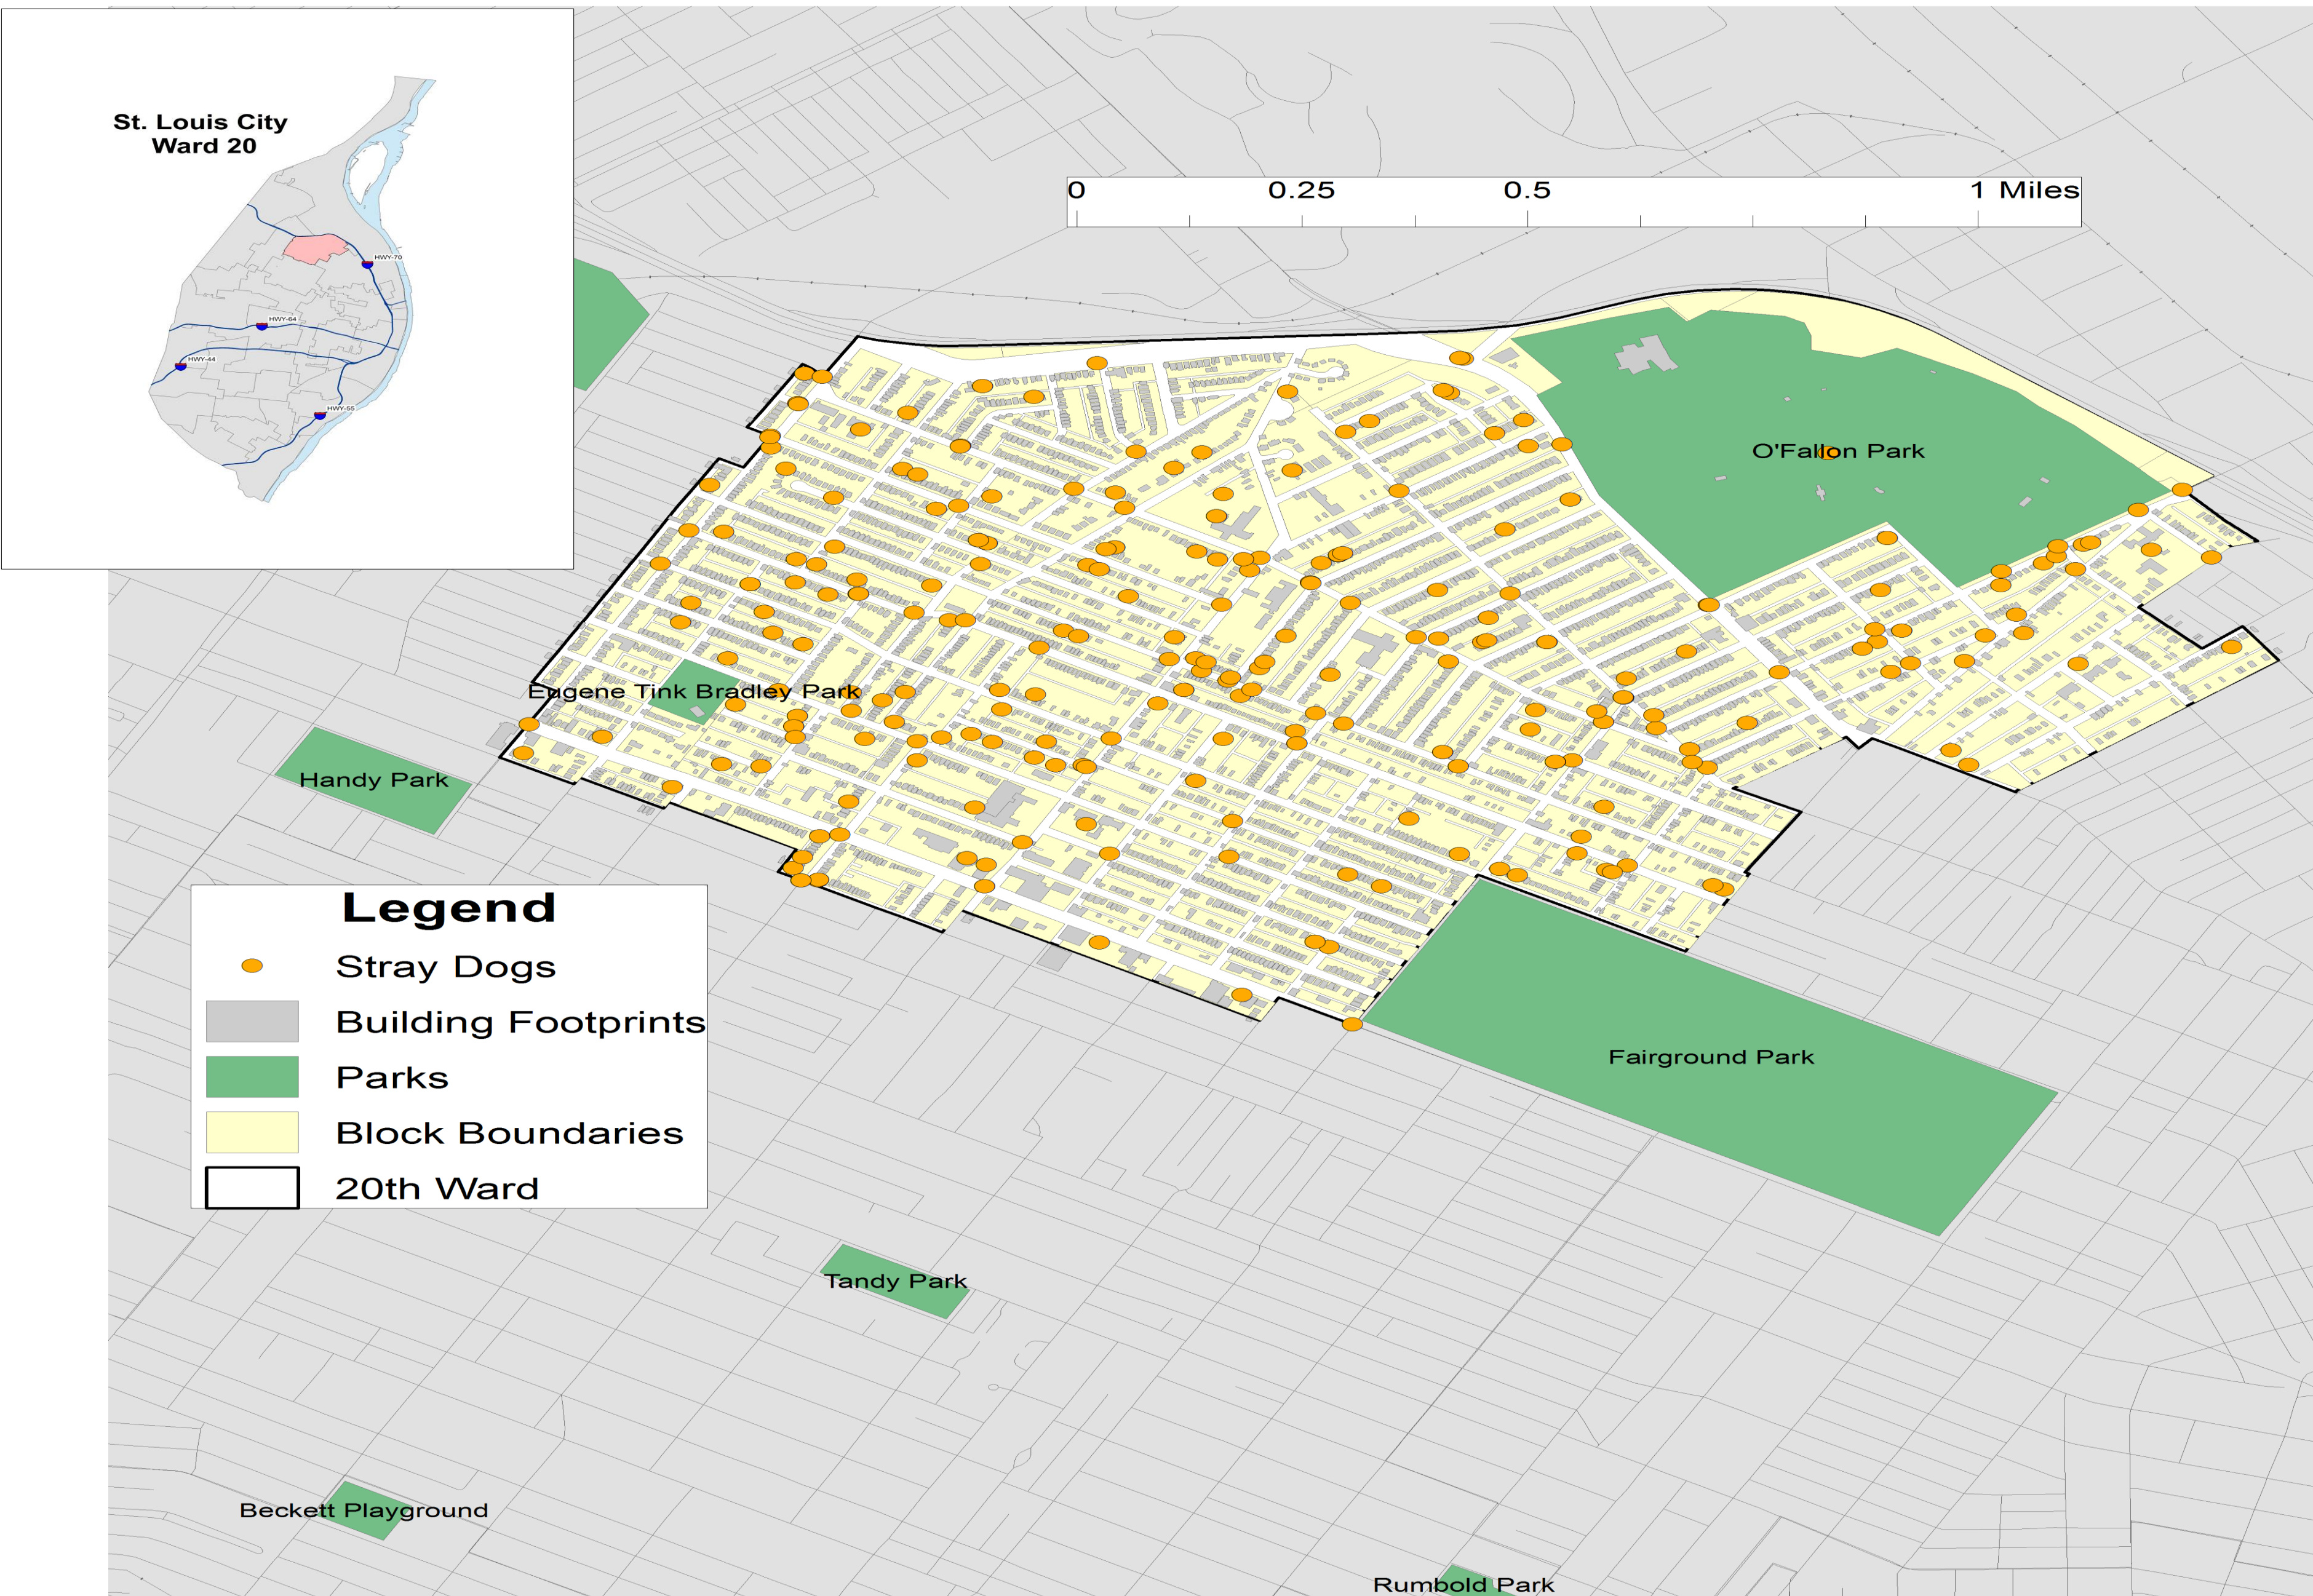 St. Louis City
Ward 20
HWY-70
HWY-64
HWY-44
HWY-55
0 0.25 0.5 1 Miles
O'Fallon Park
Eugene Tink Bradley Park
Handy Park
Legend
Stray Dogs
Building Footprints
Parks
Block Boundaries
20th Ward
Fairground Park
Tandy Park
Beckett Playground
Rumbold Park